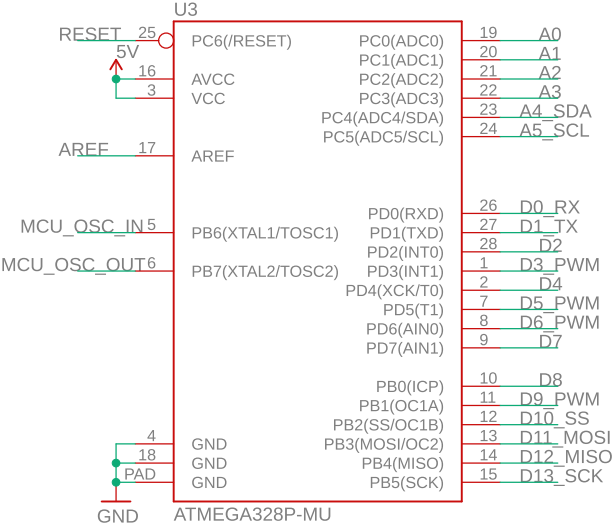 U3
RESET 25 PC6(/RESET) PC0(ADC0) 19 A0
5V PC1(ADC1) 20 A1
16 AVCC PC2(ADC2) 21 A2
3 VCC PC3(ADC3) 22 A3
PC4(ADC4/SDA) 23 A4_SDA
PC5(ADC5/SCL) 24 A5_SCL
AREF 17 AREF
PD0(RXD) 26 D0_RX
MCU_OSC_IN 5 PB6(XTAL1/TOSC1) PD1(TXD) 27 D1_TX
PD2(INT0) 28 D2
MCU_OSC_OUT 6 PB7(XTAL2/TOSC2) PD3(INT1) 1 D3_PWM
PD4(XCK/T0) 2 D4
PD5(T1) 7 D5_PWM
PD6(AIN0) 8 D6_PWM
PD7(AIN1) 9 D7
PB0(ICP) 10 D8
PB1(OC1A) 11 D9_PWM
PB2(SS/OC1B) 12 D10_SS
4 GND PB3(MOSI/OC2) 13 D11_MOSI
18 GND PB4(MISO) 14 D12_MISO
PAD GND PB5(SCK) 15 D13_SCK
GND ATMEGA328P-MU